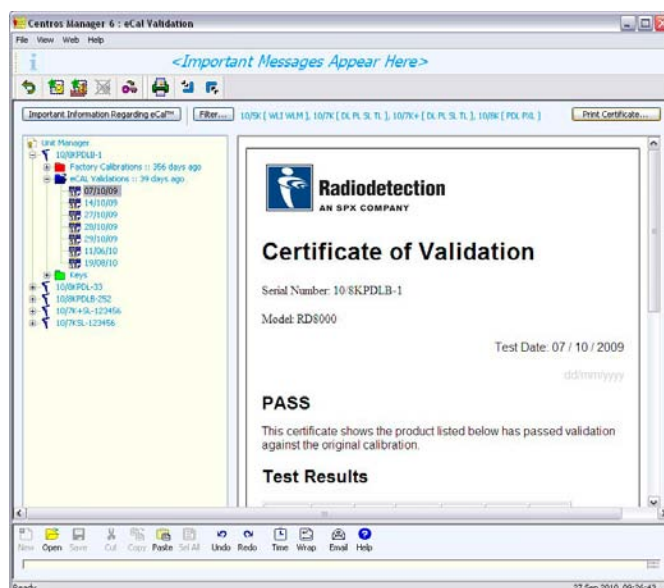 Centros Manager 6 : eCal Validation
File View Web Help
<Important Messages Appear Here>
Important Information Regarding eCal™
Filter...
10/5K [ WLI WLM ], 10/7K [ DL PL SL TL ], 10/7K+ [ DL PL SL TL ], 10/8K [ PDL PXL ]
Print Certificate...
Unit Manager
10/8KPDLB-1
Factory Calibrations :: 356 days ago
eCAL Validations :: 39 days ago
07/10/09
14/10/09
27/10/09
28/10/09
29/10/09
11/06/10
19/08/10
Keys
10/8KPDL-33
10/8KPDLB-252
10/7K+SL-123456
10/7KSL-123456
Radiodetection
AN SPX COMPANY
Certificate of Validation
Serial Number: 10/8KPDLB-1
Model: RD8000
Test Date: 07 / 10 / 2009
dd/mm/yyyy
PASS
This certificate shows the product listed below has passed validation
against the original calibration.
Test Results
New Open Save Cut Copy Paste Sel All Undo Redo Time Wrap Email Help
Ready
27 Sep 2010, 09:26:43